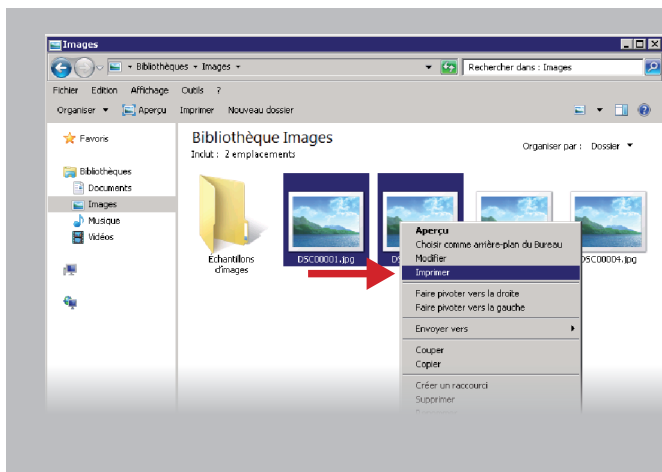 Images
Bibliothèques Images
Rechercher dans : Images
Fichier Edition Affichage Outils ?
Organiser Aperçu Imprimer Nouveau dossier
Favoris
Bibliothèques
Documents
Images
Musique
Vidéos
Bibliothèque Images
Inclut : 2 emplacements
Organiser par : Dossier
Echantillons
d'images
DSC00001.jpg
DSC00004.jpg
Aperçu
Choisir comme arrière-plan du Bureau
Modifier
Imprimer
Faire pivoter vers la droite
Faire pivoter vers la gauche
Envoyer vers
Couper
Copier
Créer un raccourci
Supprimer